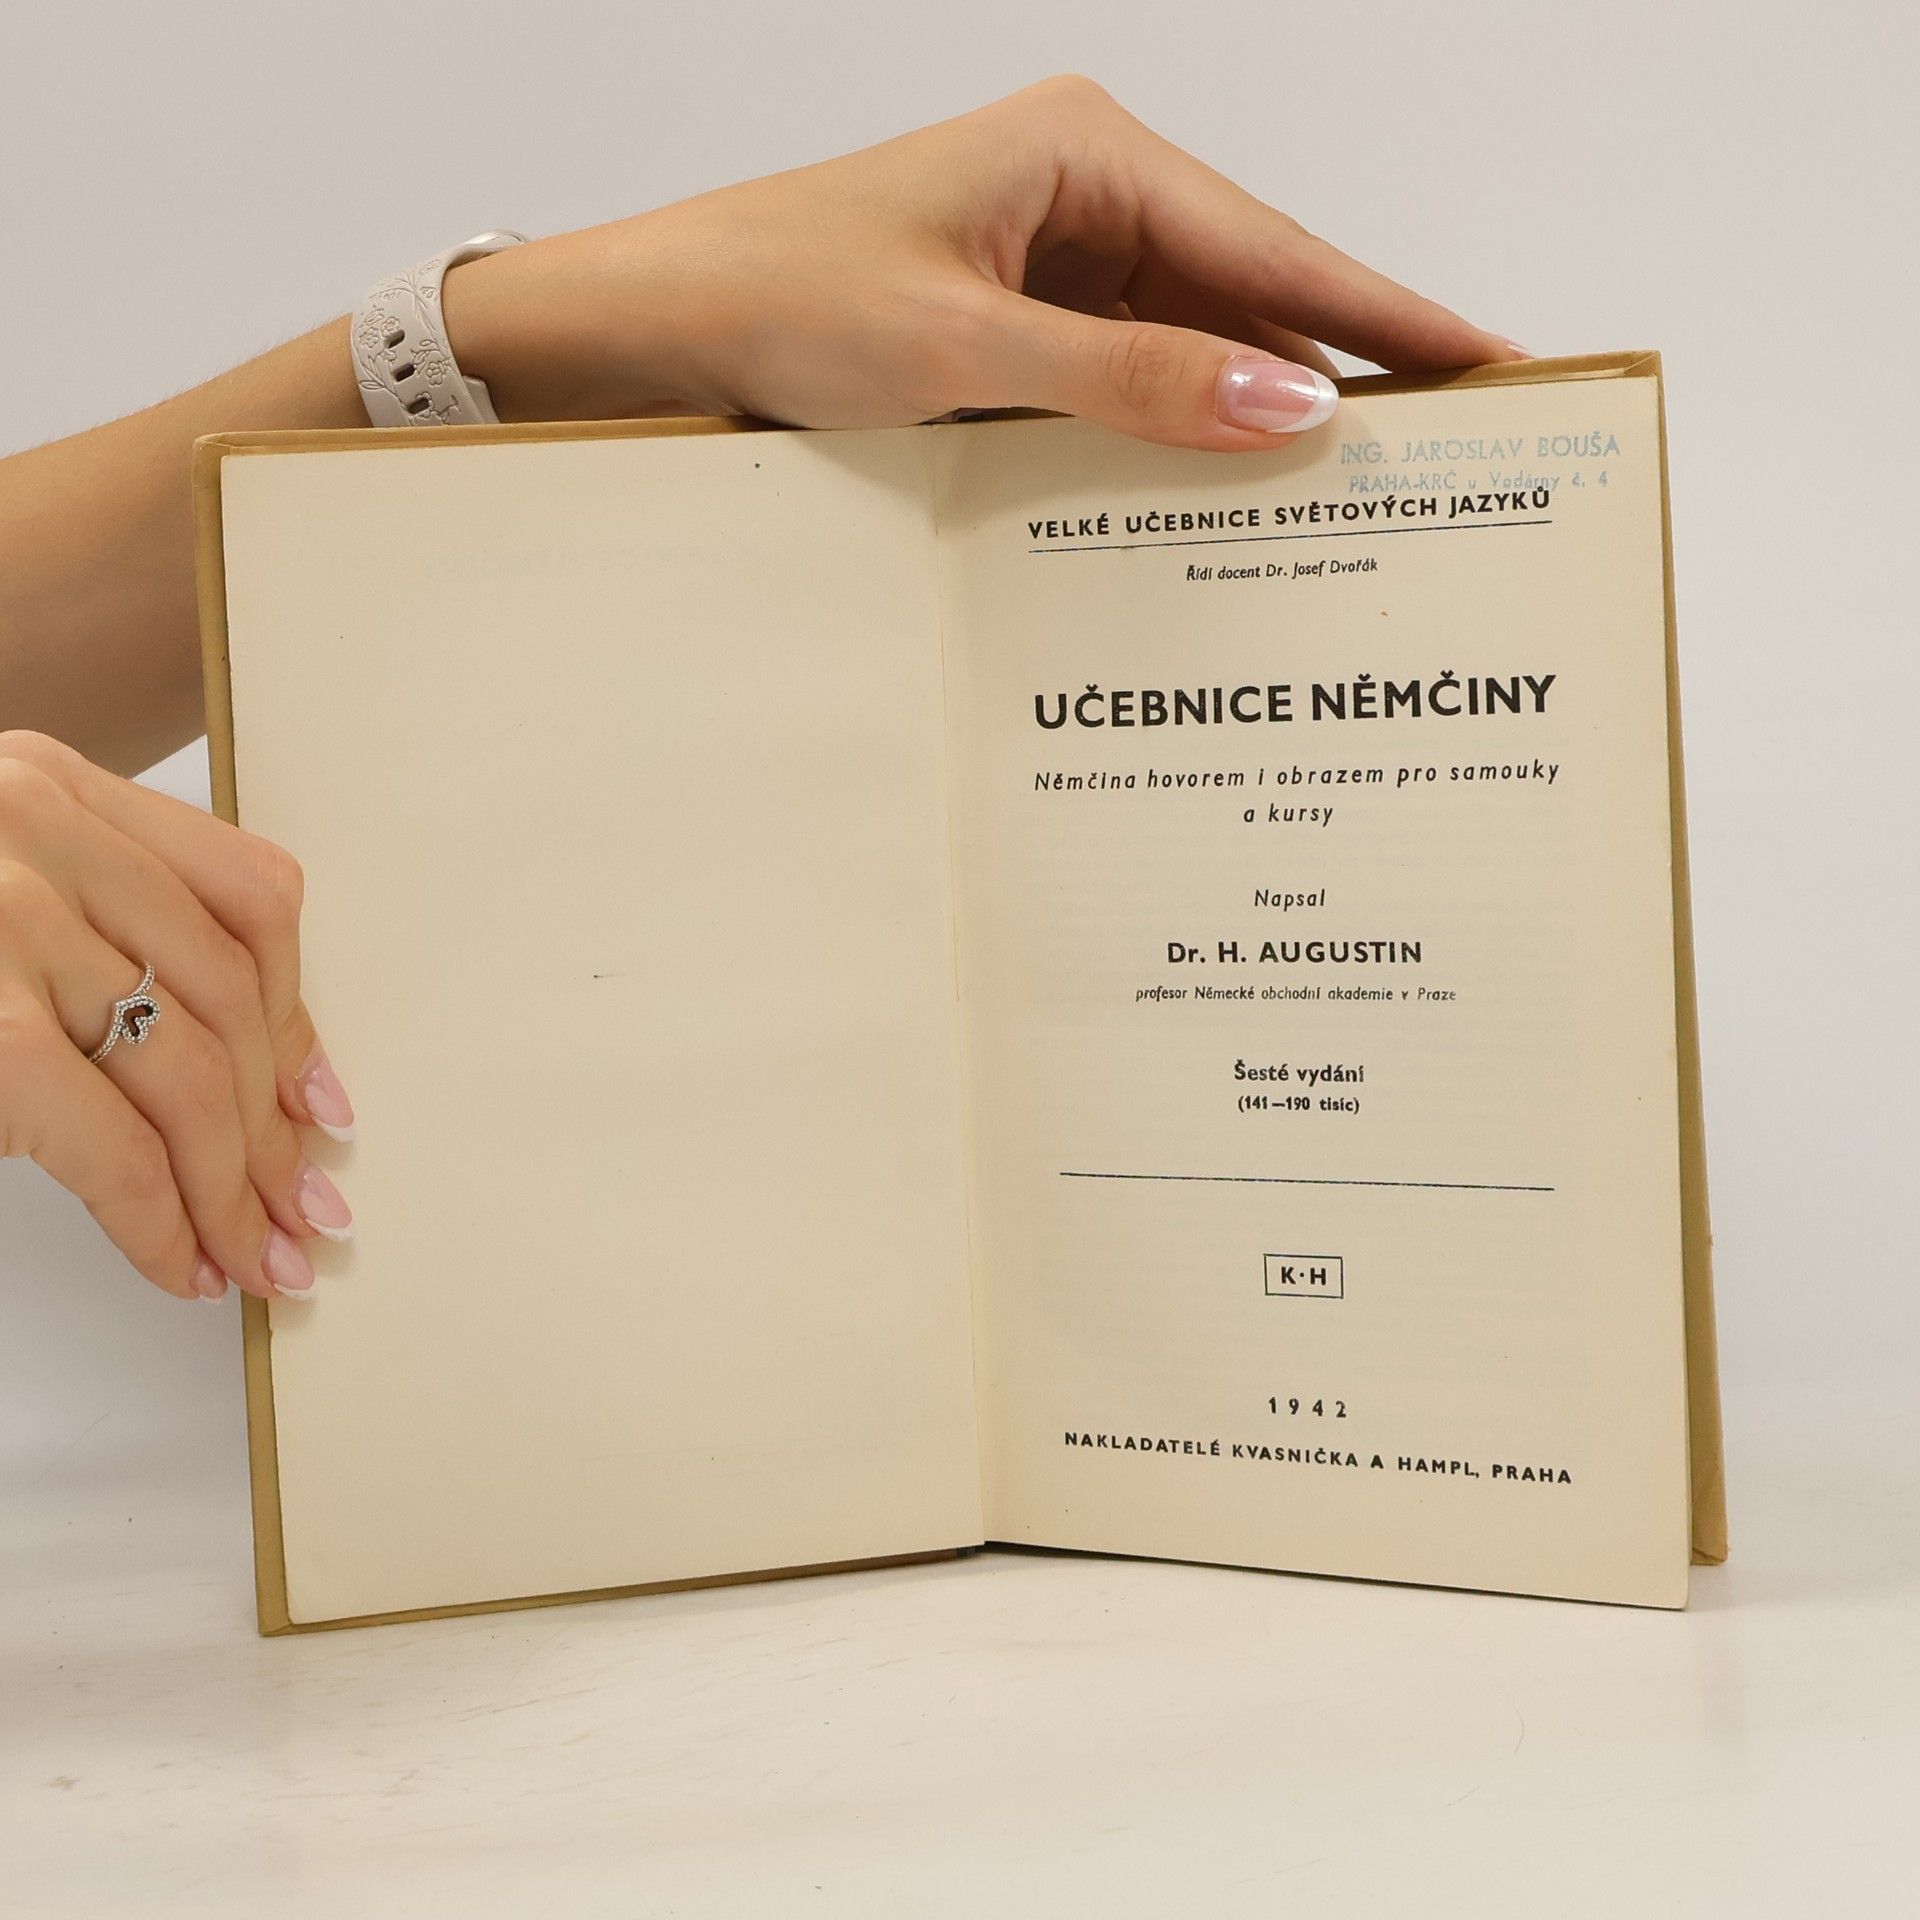 ING. JAROSLAV BOUŠA
PRAHA-KRČ u Vodárny č. 4
VELKÉ UČEBNICE SVĚTOVÝCH JAZYKŮ
Řídí docent Dr. Josef Dvořák
UČEBNICE NĚMČINY
Němčina hovorem i obrazem pro samouky
a kursy
Napsal
Dr. H. AUGUSTIN
profesor Německé obchodní akademie v Praze
Šesté vydání
(141—190 tisíc)
K·H
1942
NAKLADATELÉ KVASNIČKA A HAMPL, PRAHA